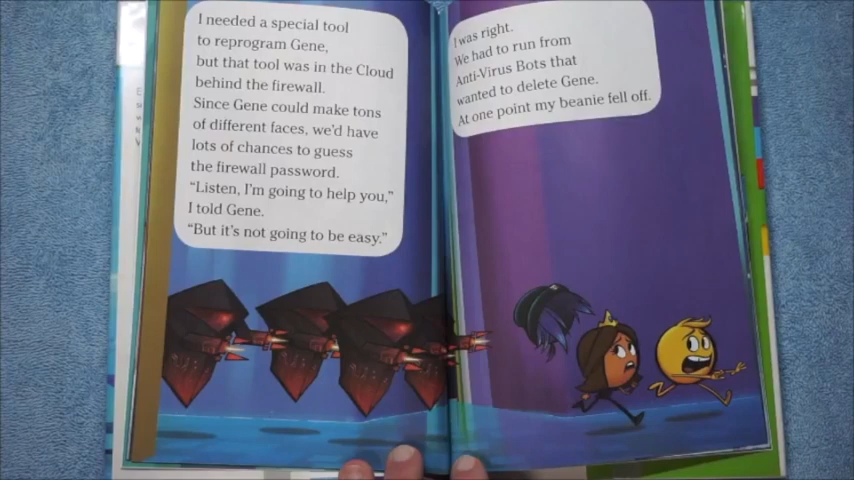 I needed a special tool
to reprogram Gene,
but that tool was in the Cloud
behind the firewall.
Since Gene could make tons
of different faces, we'd have
lots of chances to guess
the firewall password.
"Listen, I'm going to help you,"
I told Gene.
"But it's not going to be easy."
I was right.
We had to run from
Anti-Virus Bots that
wanted to delete Gene.
At one point my beanie fell off.